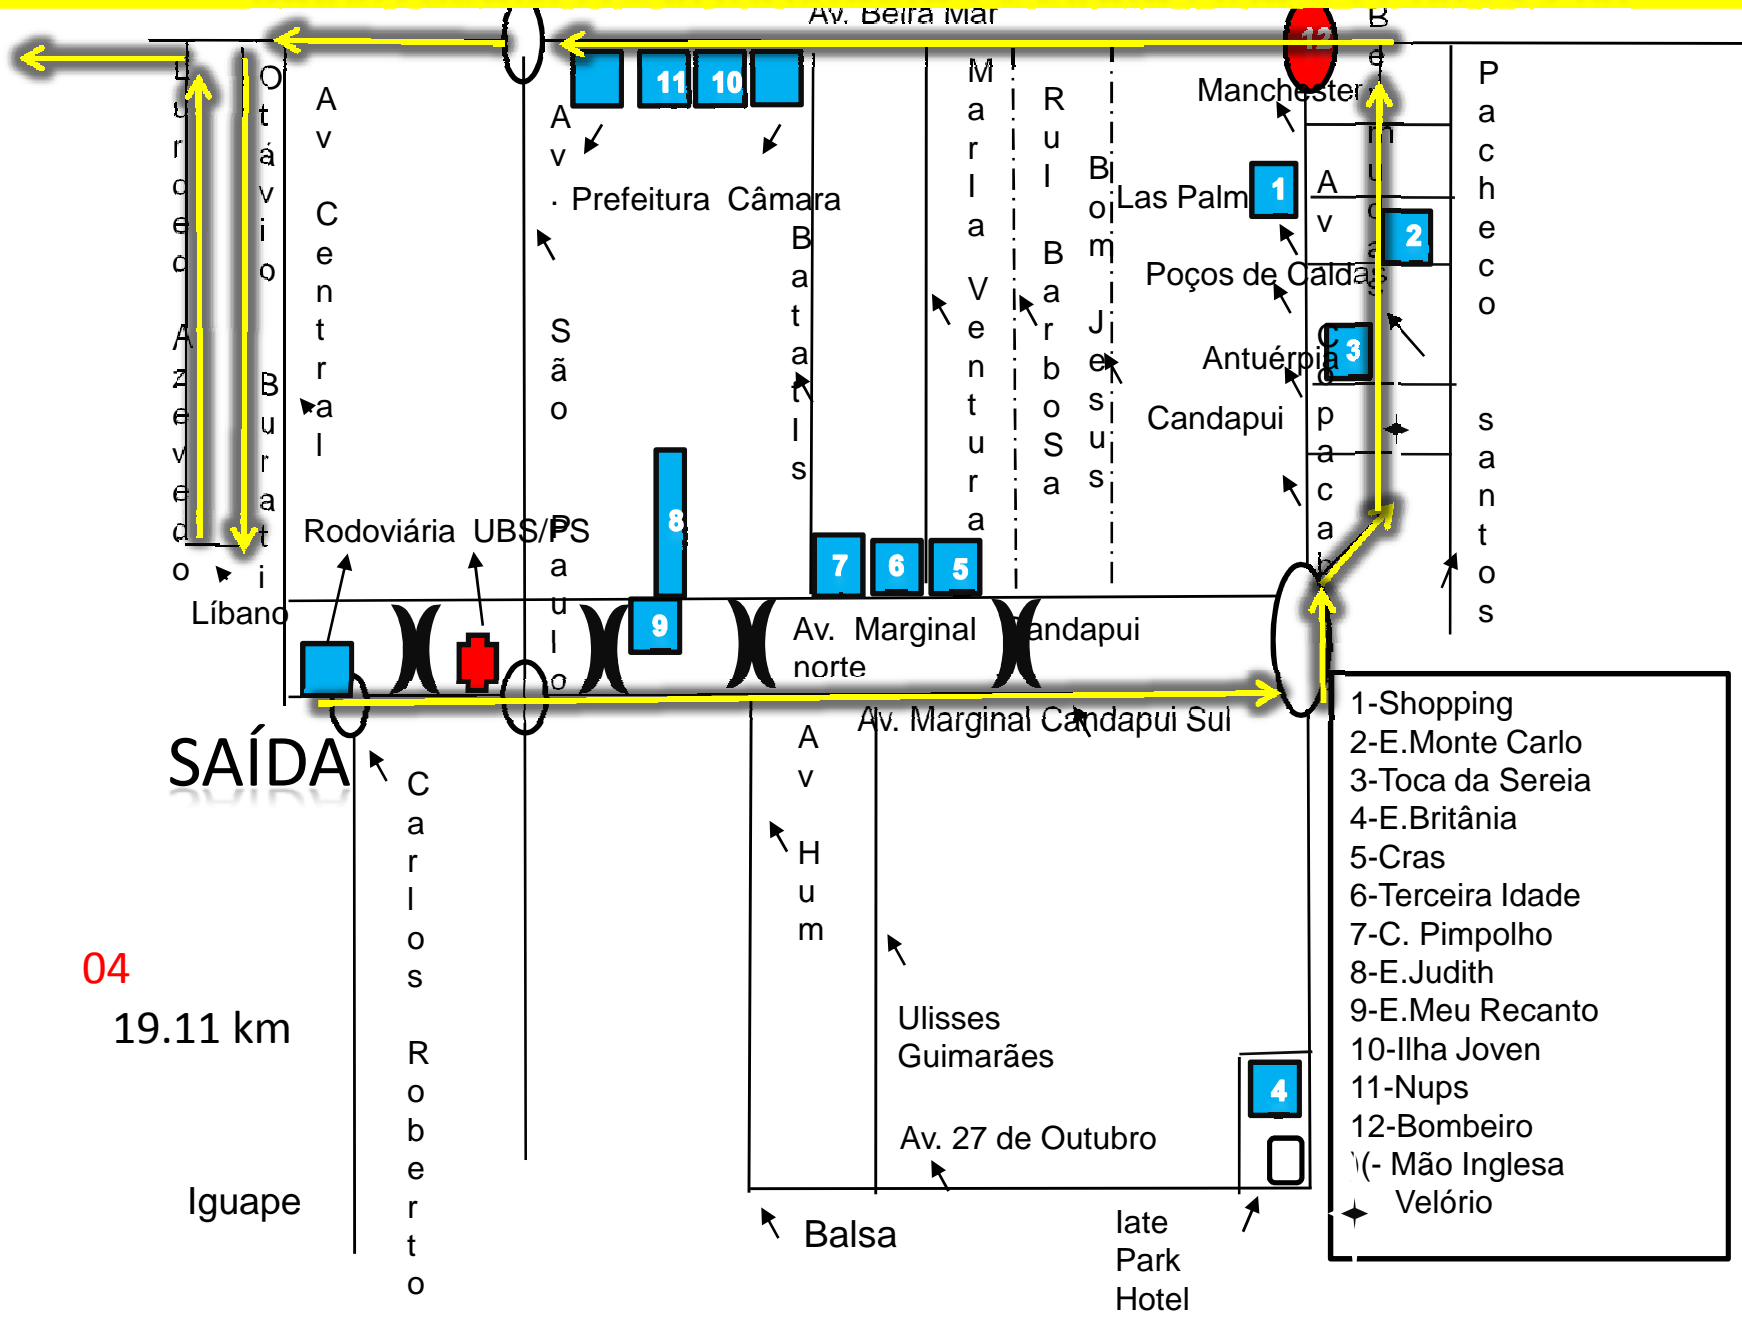 Av. Beira Mar
12
11
10
Manchester
Prefeitura Câmara
Las Palm
1
2
Poços de Caldas
Antuérpia
3
Candapui
Av Central
Otávio Burati
Azevedo
Av. São Paulo
Batatis
Maria Ventura
Rui Barbosa
Bom Jesus
Av Copacab
Bermudas
Pacheco santos
Rodoviária UBS/PS
8
7
6
5
Líbano
9
Av. Marginal Candapui
norte
Av. Marginal Candapui Sul
SAÍDA
Carlos Roberto
Av Hum
04
19.11 km
Ulisses
Guimarães
4
Av. 27 de Outubro
Iguape
Balsa
Iate
Park
Hotel
1-Shopping
2-E.Monte Carlo
3-Toca da Sereia
4-E.Britânia
5-Cras
6-Terceira Idade
7-C. Pimpolho
8-E.Judith
9-E.Meu Recanto
10-Ilha Joven
11-Nups
12-Bombeiro
)(- Mão Inglesa
Velório